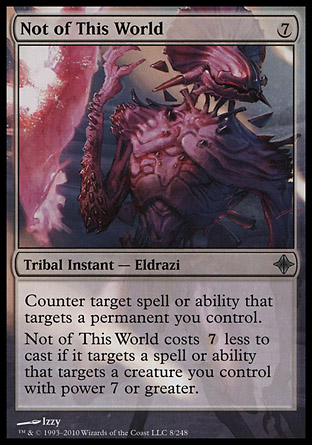 Not of This World 7
Tribal Instant — Eldrazi
Counter target spell or ability that
targets a permanent you control.
Not of This World costs 7 less to
cast if it targets a spell or ability
that targets a creature you control
with power 7 or greater.
Izzy
™ & © 1993–2010 Wizards of the Coast LLC 8/248